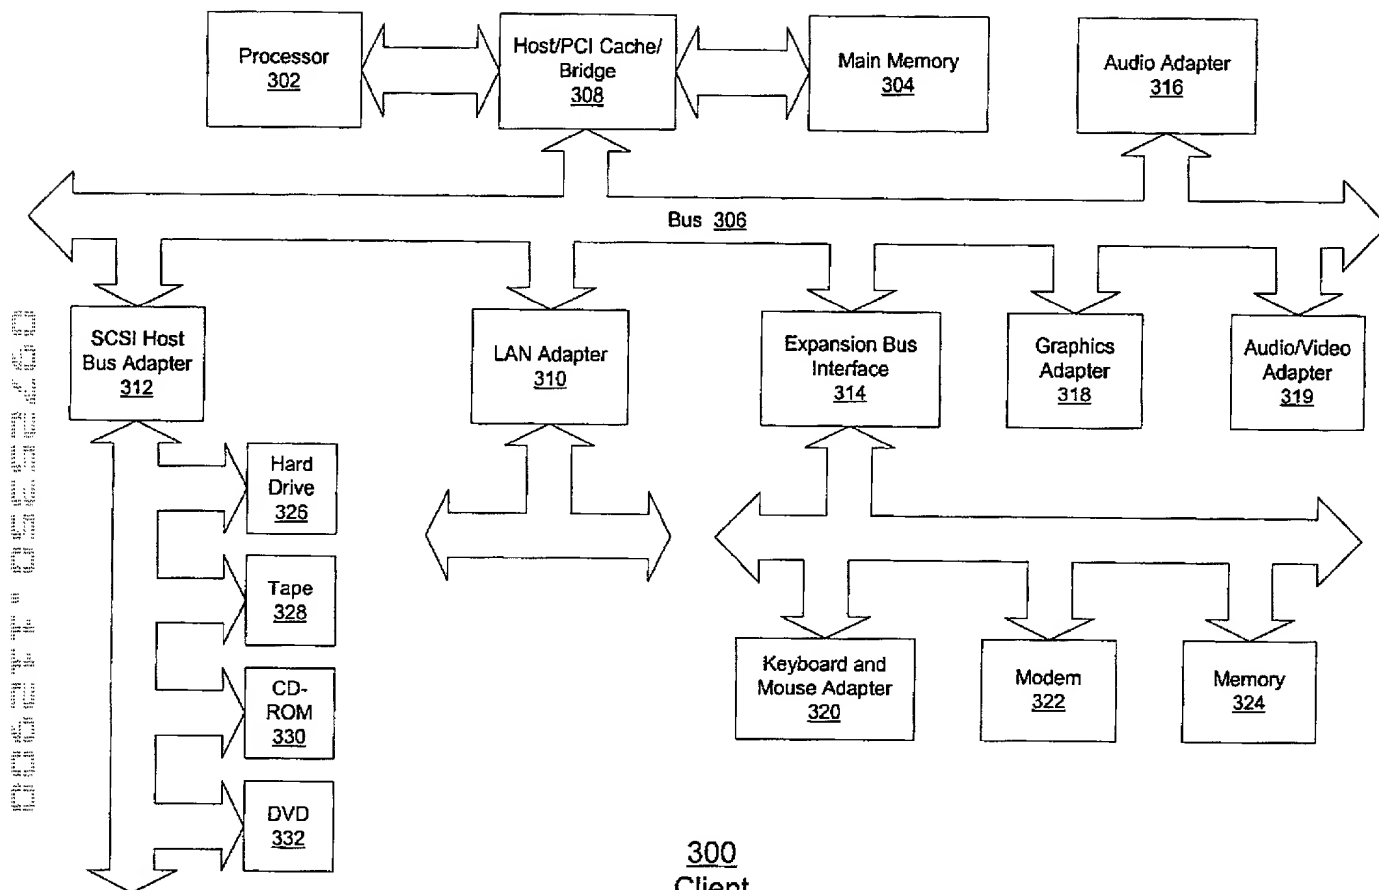 Processor
302
Host/PCI Cache/
Bridge
308
Main Memory
304
Audio Adapter
316
Bus 306
SCSI Host
Bus Adapter
312
LAN Adapter
310
Expansion Bus
Interface
314
Graphics
Adapter
318
Audio/Video
Adapter
319
Hard
Drive
326
Tape
328
CD-
ROM
330
DVD
332
Keyboard and
Mouse Adapter
320
Modem
322
Memory
324
300
Client